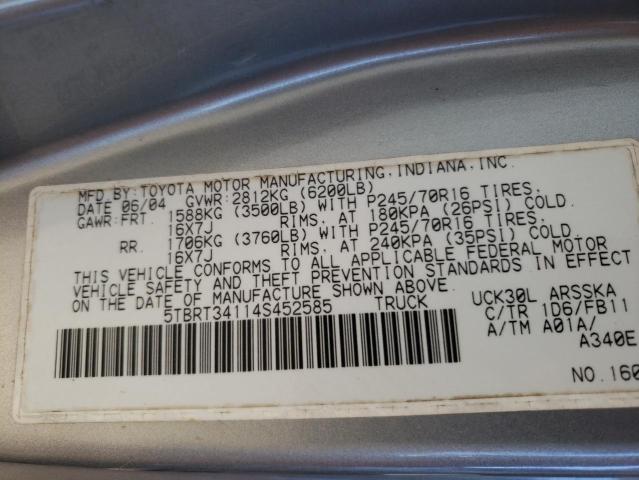 MFD. BY: TOYOTA MOTOR MANUFACTURING, INDIANA, INC.
DATE 06/04 GVWR: 2812KG (6200LB)
GAWR: FRT. 1588KG (3500LB) WITH P245/70R16 TIRES,
16X7J RIMS, AT 180KPA (26PSI) COLD.
RR. 1706KG (3760LB) WITH P245/70R16 TIRES,
16X7J RIMS, AT 240KPA (35PSI) COLD.
THIS VEHICLE CONFORMS TO ALL APPLICABLE FEDERAL MOTOR
VEHICLE SAFETY AND THEFT PREVENTION STANDARDS IN EFFECT
ON THE DATE OF MANUFACTURE SHOWN ABOVE.
5TBRT34114S452585 TRUCK
UCK30L ARSSKA
C/TR 1D6/FB11
A/TM A01A/
A340E
NO.160